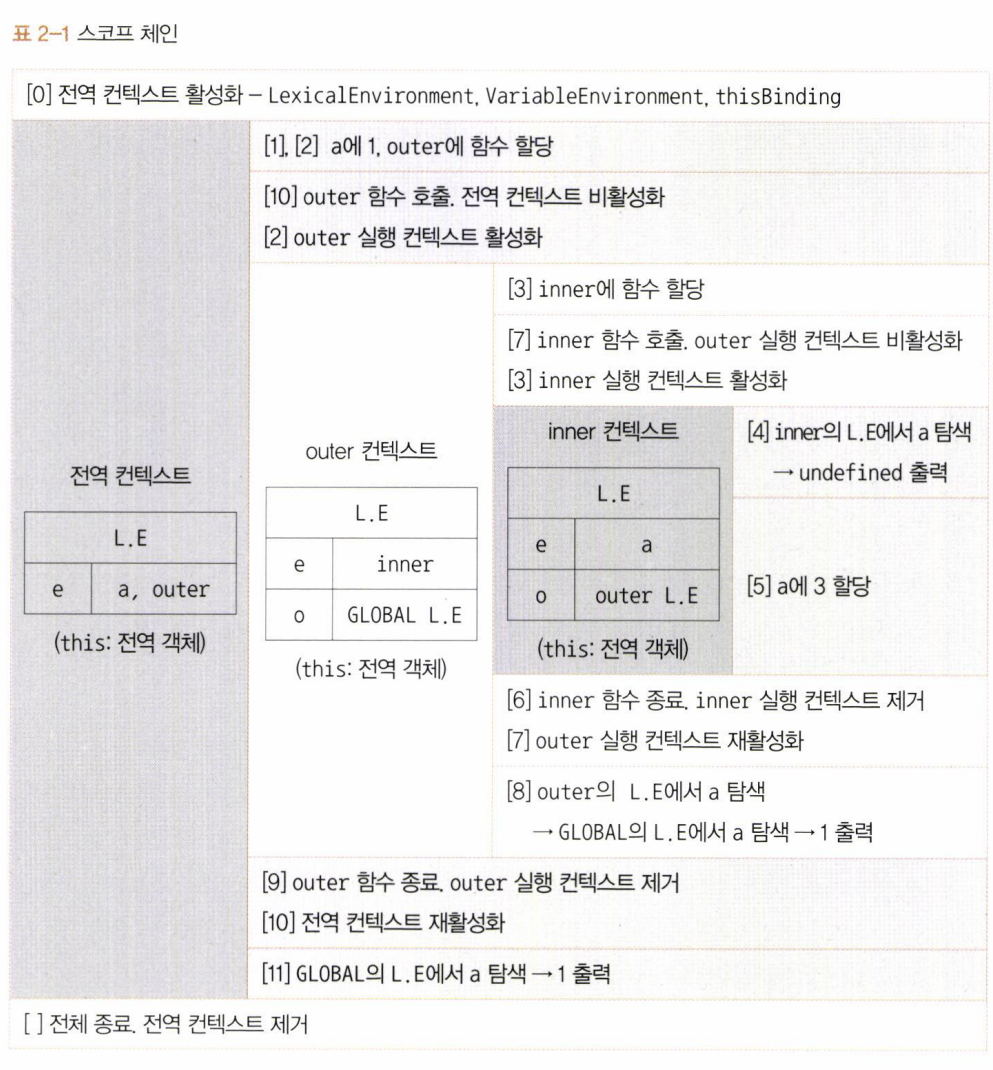 표 2-1 스코프 체인
[0] 전역 컨텍스트 활성화 – LexicalEnvironment, VariableEnvironment, thisBinding
[1], [2] a에 1, outer에 함수 할당
[10] outer 함수 호출. 전역 컨텍스트 비활성화
[2] outer 실행 컨텍스트 활성화
[3] inner에 함수 할당
[7] inner 함수 호출. outer 실행 컨텍스트 비활성화
[3] inner 실행 컨텍스트 활성화
전역 컨텍스트
L.E
e a, outer
(this: 전역 객체)
outer 컨텍스트
L.E
e inner
o GLOBAL L.E
(this: 전역 객체)
inner 컨텍스트
L.E
e a
o outer L.E
(this: 전역 객체)
[4] inner의 L.E에서 a 탐색
→ undefined 출력
[5] a에 3 할당
[6] inner 함수 종료. inner 실행 컨텍스트 제거
[7] outer 실행 컨텍스트 재활성화
[8] outer의 L.E에서 a 탐색
→ GLOBAL의 L.E에서 a 탐색 → 1 출력
[9] outer 함수 종료. outer 실행 컨텍스트 제거
[10] 전역 컨텍스트 재활성화
[11] GLOBAL의 L.E에서 a 탐색 → 1 출력
[ ] 전체 종료. 전역 컨텍스트 제거